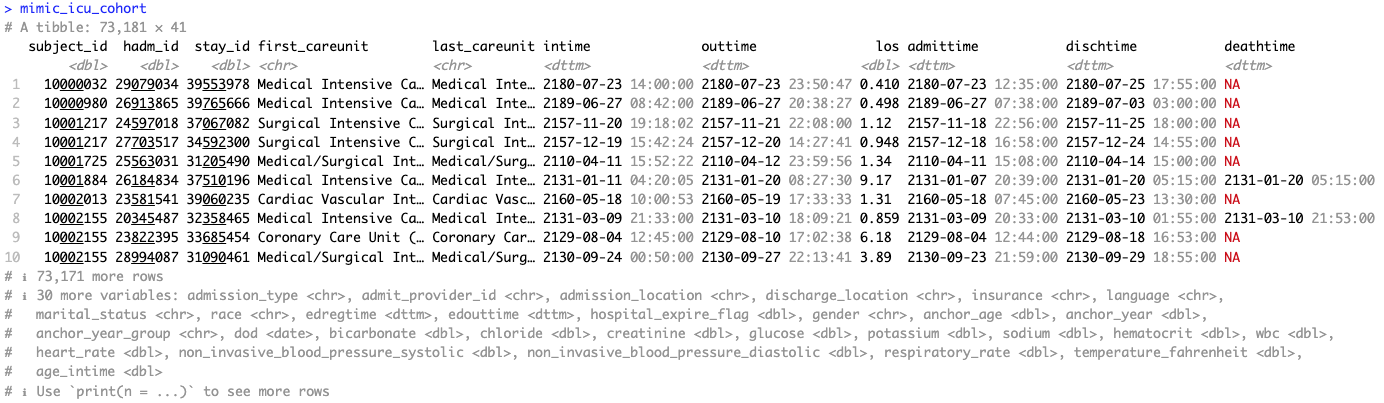 > mimic_icu_cohort
# A tibble: 73,181 × 41
subject_id hadm_id stay_id first_careunit last_careunit intime outtime los admittime dischtime deathtime
<dbl> <dbl> <dbl> <chr> <chr> <dttm> <dttm> <dbl> <dttm> <dttm> <dttm>
1 10000032 29079034 39553978 Medical Intensive Ca… Medical Inte… 2180-07-23 14:00:00 2180-07-23 23:50:47 0.410 2180-07-23 12:35:00 2180-07-25 17:55:00 NA
2 10000980 26913865 39765666 Medical Intensive Ca… Medical Inte… 2189-06-27 08:42:00 2189-06-27 20:38:27 0.498 2189-06-27 07:38:00 2189-07-03 03:00:00 NA
3 10001217 24597018 37067082 Surgical Intensive C… Surgical Int… 2157-11-20 19:18:02 2157-11-21 22:08:00 1.12 2157-11-18 22:56:00 2157-11-25 18:00:00 NA
4 10001217 27703517 34592300 Surgical Intensive C… Surgical Int… 2157-12-19 15:42:24 2157-12-20 14:27:41 0.948 2157-12-18 16:58:00 2157-12-24 14:55:00 NA
5 10001725 25563031 31205490 Medical/Surgical Int… Medical/Surg… 2110-04-11 15:52:22 2110-04-12 23:59:56 1.34 2110-04-11 15:08:00 2110-04-14 15:00:00 NA
6 10001884 26184834 37510196 Medical Intensive Ca… Medical Inte… 2131-01-11 04:20:05 2131-01-20 08:27:30 9.17 2131-01-07 20:39:00 2131-01-20 05:15:00 2131-01-20 05:15:00
7 10002013 23581541 39060235 Cardiac Vascular Int… Cardiac Vasc… 2160-05-18 10:00:53 2160-05-19 17:33:33 1.31 2160-05-18 07:45:00 2160-05-23 13:30:00 NA
8 10002155 20345487 32358465 Medical Intensive Ca… Medical Inte… 2131-03-09 21:33:00 2131-03-10 18:09:21 0.859 2131-03-09 20:33:00 2131-03-10 01:55:00 2131-03-10 21:53:00
9 10002155 23822395 33685454 Coronary Care Unit (… Coronary Car… 2129-08-04 12:45:00 2129-08-10 17:02:38 6.18 2129-08-04 12:44:00 2129-08-18 16:53:00 NA
10 10002155 28994087 31090461 Medical/Surgical Int… Medical/Surg… 2130-09-24 00:50:00 2130-09-27 22:13:41 3.89 2130-09-23 21:59:00 2130-09-29 18:55:00 NA
# ℹ 73,171 more rows
# ℹ 30 more variables: admission_type <chr>, admit_provider_id <chr>, admission_location <chr>, discharge_location <chr>, insurance <chr>, language <chr>,
# marital_status <chr>, race <chr>, edregtime <dttm>, edouttime <dttm>, hospital_expire_flag <dbl>, gender <chr>, anchor_age <dbl>, anchor_year <dbl>,
# anchor_year_group <chr>, dod <date>, bicarbonate <dbl>, chloride <dbl>, creatinine <dbl>, glucose <dbl>, potassium <dbl>, sodium <dbl>, hematocrit <dbl>, wbc <dbl>,
# heart_rate <dbl>, non_invasive_blood_pressure_systolic <dbl>, non_invasive_blood_pressure_diastolic <dbl>, respiratory_rate <dbl>, temperature_fahrenheit <dbl>,
# age_intime <dbl>
# ℹ Use `print(n = ...)` to see more rows